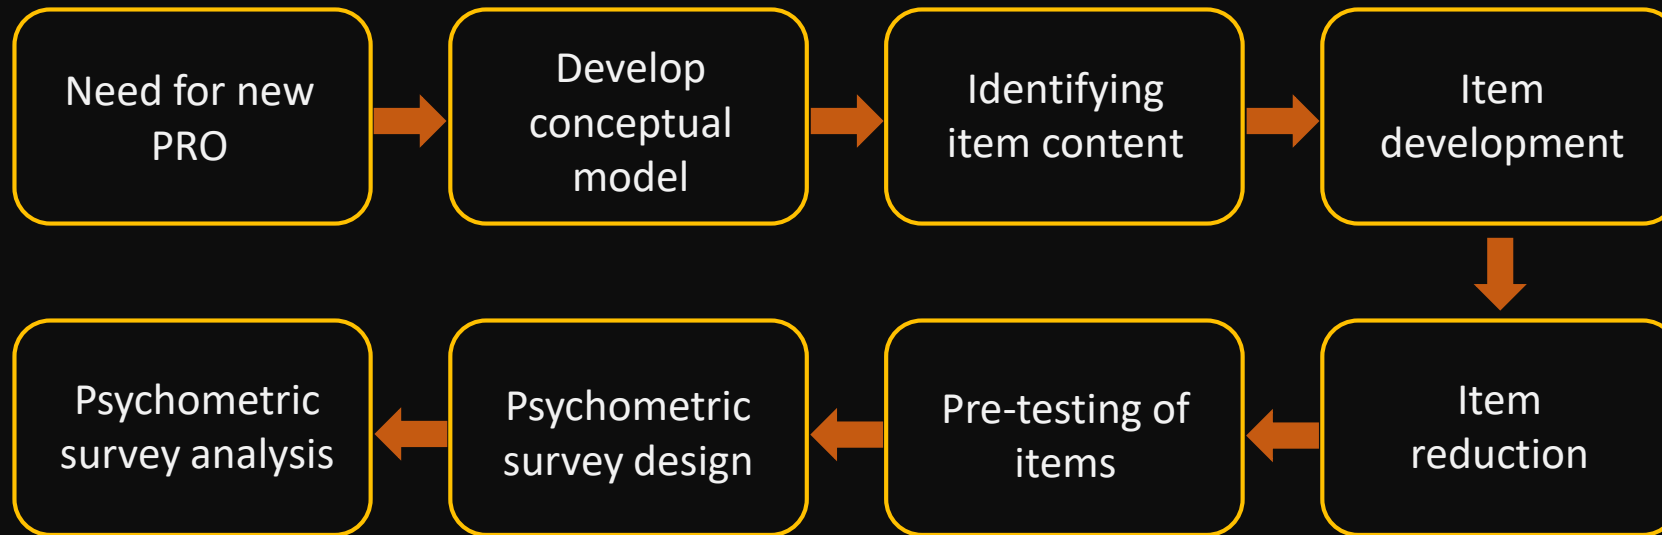 Need for new
PRO
Develop
conceptual
model
Identifying
item content
Item
development
Item
reduction
Pre-testing of
items
Psychometric
survey design
Psychometric
survey analysis